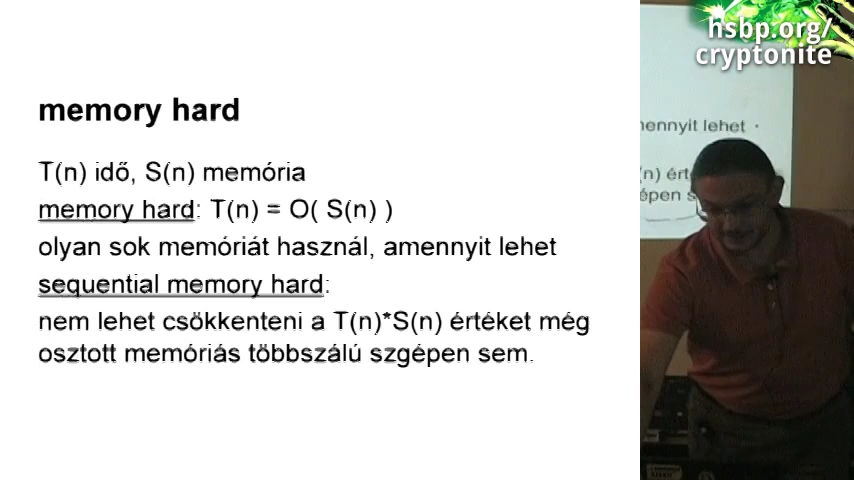 memory hard
T(n) idő, S(n) memória
memory hard: T(n) = O( S(n) )
olyan sok memóriát használ, amennyit lehet
sequential memory hard:
nem lehet csökkenteni a T(n)*S(n) értéket még
osztott memóriás többszálú szgépen sem.
hsbp.org/
cryptonite
lehet